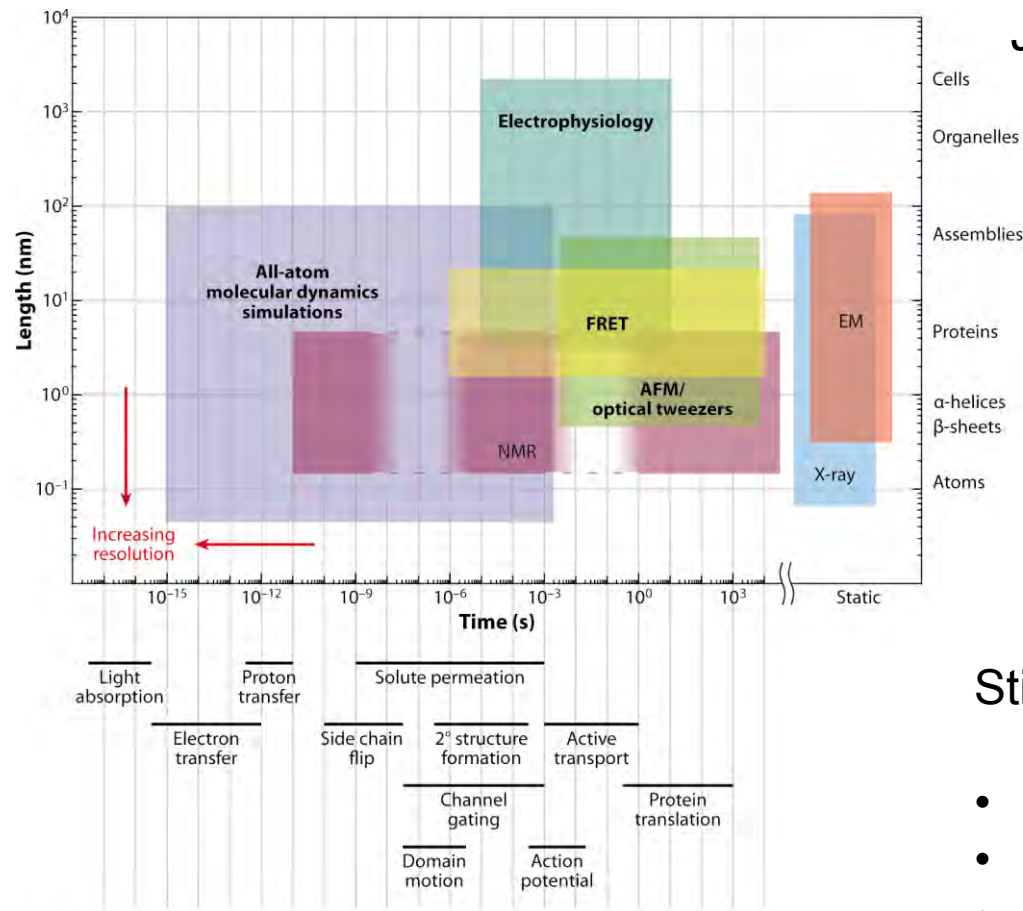 10⁴
10³
10²
10¹
10⁰
10⁻¹
Length (nm)
Cells
Organelles
Assemblies
Proteins
α-helices
β-sheets
Atoms
Electrophysiology
All-atom
molecular dynamics
simulations
FRET
EM
AFM/
optical tweezers
NMR
X-ray
Increasing
resolution
10⁻¹⁵
10⁻¹²
10⁻⁹
10⁻⁶
10⁻³
10⁰
10³
Static
Time (s)
Light
absorption
Proton
transfer
Solute permeation
Electron
transfer
Side chain
flip
2° structure
formation
Active
transport
Channel
gating
Protein
translation
Domain
motion
Action
potential
Sti
•
•